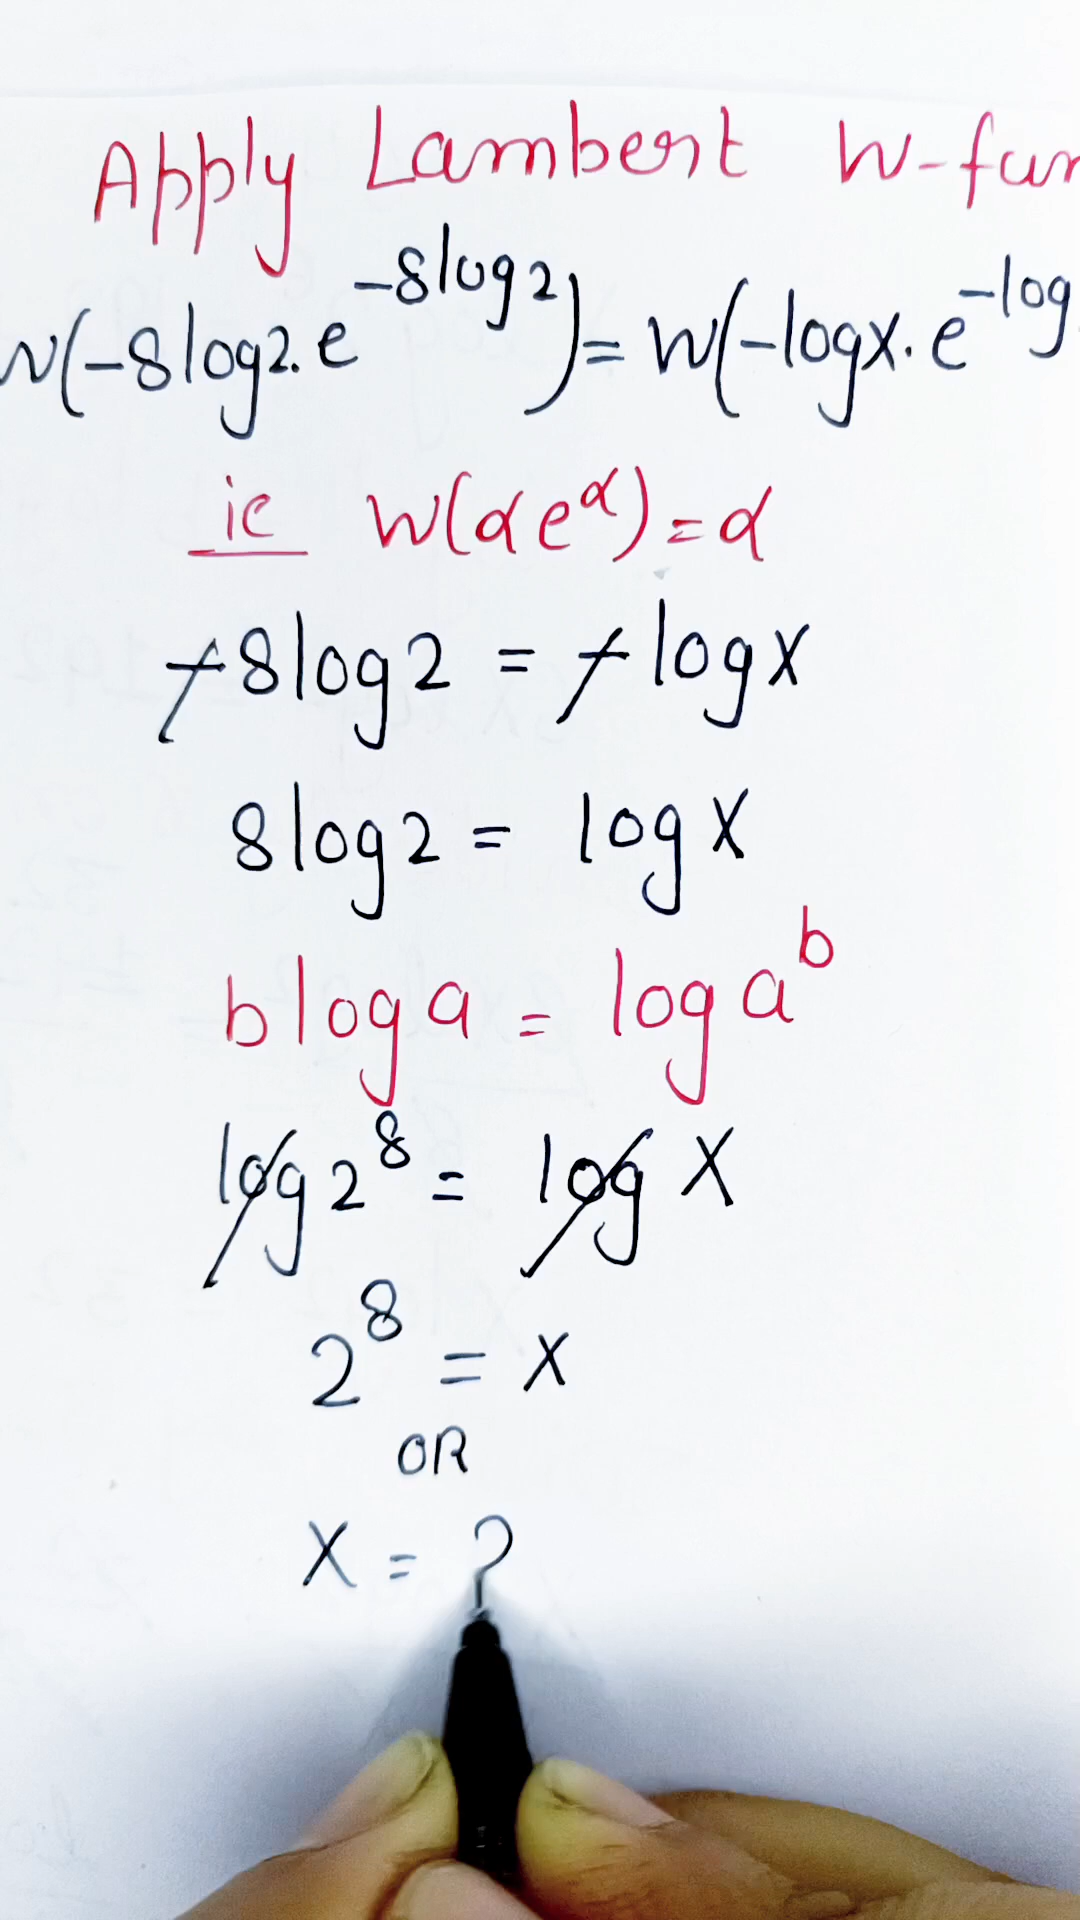 Apply Lambert W-fun
W(-8log2.e^-8log2)=W(-logx.e^-log
ie W(αe^α)=α
-8log2 = -logx
8log2 = logx
bloga = loga^b
log2^8 = logx
2^8 = x
OR
x = ?